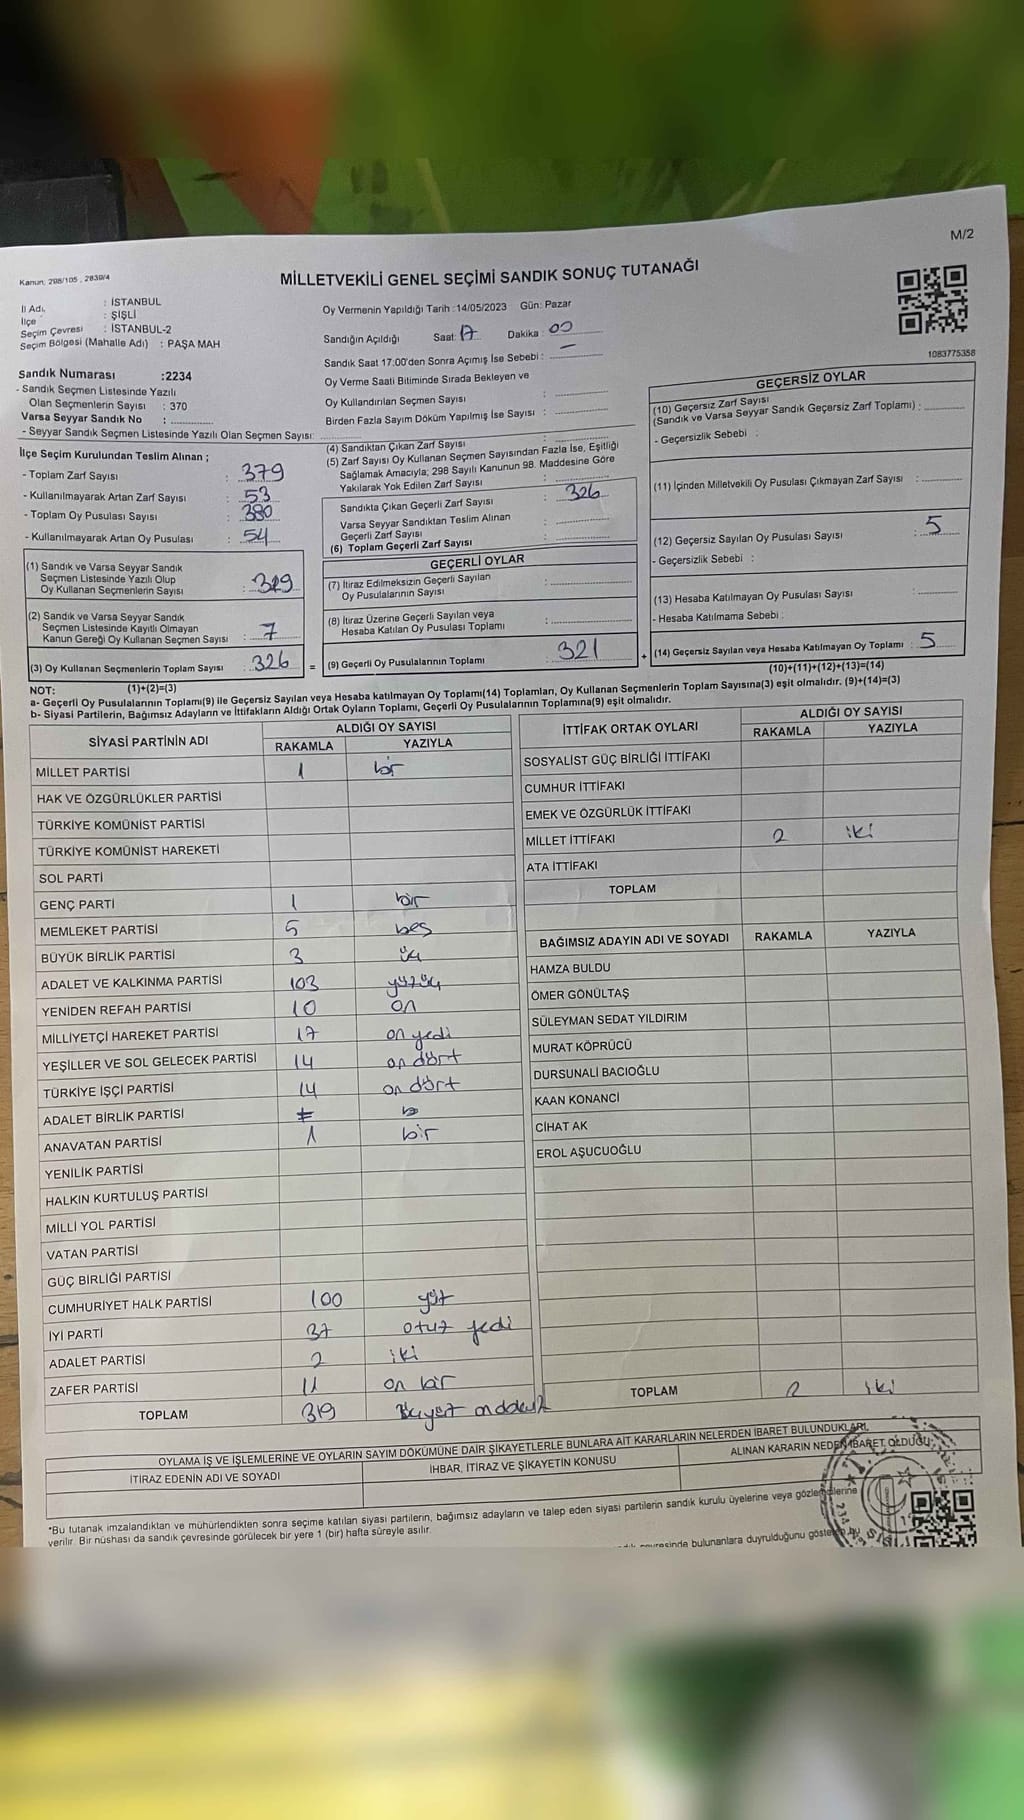 M/2
Kanun: 298/105 , 2839/4
MİLLETVEKİLİ GENEL SEÇİMİ SANDIK SONUÇ TUTANAĞI
İl Adı, : İSTANBUL
İlçe : ŞİŞLİ
Seçim Çevresi : İSTANBUL-2
Seçim Bölgesi (Mahalle Adı) : PAŞA MAH
Sandık Numarası :2234
- Sandık Seçmen Listesinde Yazılı
Olan Seçmenlerin Sayısı : 370
Varsa Seyyar Sandık No :
- Seyyar Sandık Seçmen Listesinde Yazılı Olan Seçmen Sayısı:
İlçe Seçim Kurulundan Teslim Alınan ;
- Toplam Zarf Sayısı : 379
- Kullanılmayarak Artan Zarf Sayısı : 53
- Toplam Oy Pusulası Sayısı : 380
- Kullanılmayarak Artan Oy Pusulası : 54
(1) Sandık ve Varsa Seyyar Sandık
Seçmen Listesinde Yazılı Olup
Oy Kullanan Seçmenlerin Sayısı : 319
(2) Sandık ve Varsa Seyyar Sandık
Seçmen Listesinde Kayıtlı Olmayan
Kanun Gereği Oy Kullanan Seçmen Sayısı : 7
(3) Oy Kullanan Seçmenlerin Toplam Sayısı : 326
(1)+(2)=(3)
Oy Vermenin Yapıldığı Tarih :14/05/2023 Gün: Pazar
Sandığın Açıldığı Saat: 17 Dakika : 00
Sandık Saat 17:00'den Sonra Açımış İse Sebebi : –
Oy Verme Saati Bitiminde Sırada Bekleyen ve
Oy Kullandırılan Seçmen Sayısı :
Birden Fazla Sayım Döküm Yapılmış İse Sayısı :
(4) Sandıktan Çıkan Zarf Sayısı :
(5) Zarf Sayısı Oy Kullanan Seçmen Sayısından Fazla İse, Eşitliği
Sağlamak Amacıyla; 298 Sayılı Kanunun 98. Maddesine Göre
Yakılarak Yok Edilen Zarf Sayısı :
Sandıkta Çıkan Geçerli Zarf Sayısı : 326
Varsa Seyyar Sandıktan Teslim Alınan
Geçerli Zarf Sayısı :
(6) Toplam Geçerli Zarf Sayısı :
GEÇERLİ OYLAR
(7) İtiraz Edilmeksizin Geçerli Sayılan
Oy Pusulalarının Sayısı :
(8) İtiraz Üzerine Geçerli Sayılan veya
Hesaba Katılan Oy Pusulası Toplamı :
= (9) Geçerli Oy Pusulalarının Toplamı : 321
1083775358
GEÇERSİZ OYLAR
(10) Geçersiz Zarf Sayısı
(Sandık ve Varsa Seyyar Sandık Geçersiz Zarf Toplamı) :
- Geçersizlik Sebebi :
(11) İçinden Milletvekili Oy Pusulası Çıkmayan Zarf Sayısı :
(12) Geçersiz Sayılan Oy Pusulası Sayısı : 5
- Geçersizlik Sebebi :
(13) Hesaba Katılmayan Oy Pusulası Sayısı :
- Hesaba Katılmama Sebebi :
+ (14) Geçersiz Sayılan veya Hesaba Katılmayan Oy Toplamı : 5
(10)+(11)+(12)+(13)=(14)
NOT:
a- Geçerli Oy Pusulalarının Toplamı(9) ile Geçersiz Sayılan veya Hesaba katılmayan Oy Toplamı(14) Toplamları, Oy Kullanan Seçmenlerin Toplam Sayısına(3) eşit olmalıdır. (9)+(14)=(3)
b- Siyasi Partilerin, Bağımsız Adayların ve İttifakların Aldığı Ortak Oyların Toplamı, Geçerli Oy Pusulalarının Toplamına(9) eşit olmalıdır.
SİYASİ PARTİNİN ADI ALDIĞI OY SAYISI
RAKAMLA YAZIYLA
MİLLET PARTİSİ 1 bir
HAK VE ÖZGÜRLÜKLER PARTİSİ
TÜRKİYE KOMÜNİST PARTİSİ
TÜRKİYE KOMÜNİST HAREKETİ
SOL PARTİ
GENÇ PARTİ 1 bir
MEMLEKET PARTİSİ 5 beş
BÜYÜK BİRLİK PARTİSİ 3 üç
ADALET VE KALKINMA PARTİSİ 103 yüzüç
YENİDEN REFAH PARTİSİ 10 on
MİLLİYETÇİ HAREKET PARTİSİ 17 on yedi
YEŞİLLER VE SOL GELECEK PARTİSİ 14 on dört
TÜRKİYE İŞÇİ PARTİSİ 14 on dört
ADALET BİRLİK PARTİSİ
ANAVATAN PARTİSİ 1 bir
YENİLİK PARTİSİ
HALKIN KURTULUŞ PARTİSİ
MİLLİ YOL PARTİSİ
VATAN PARTİSİ
GÜÇ BİRLİĞİ PARTİSİ
CUMHURİYET HALK PARTİSİ 100 yüz
İYİ PARTİ 37 otuz yedi
ADALET PARTİSİ 2 iki
ZAFER PARTİSİ 11 on bir
TOPLAM 319
İTTİFAK ORTAK OYLARI ALDIĞI OY SAYISI
RAKAMLA YAZIYLA
SOSYALİST GÜÇ BİRLİĞİ İTTİFAKI
CUMHUR İTTİFAKI
EMEK VE ÖZGÜRLÜK İTTİFAKI
MİLLET İTTİFAKI 2 iki
ATA İTTİFAKI
TOPLAM
BAĞIMSIZ ADAYIN ADI VE SOYADI RAKAMLA YAZIYLA
HAMZA BULDU
ÖMER GÖNÜLTAŞ
SÜLEYMAN SEDAT YILDIRIM
MURAT KÖPRÜCÜ
DURSUNALİ BACIOĞLU
KAAN KONANCİ
CİHAT AK
EROL AŞUCUOĞLU
TOPLAM 2 iki
OYLAMA İŞ VE İŞLEMLERİNE VE OYLARIN SAYIM DÖKÜMÜNE DAİR ŞİKAYETLERLE BUNLARA AİT KARARLARIN NELERDEN İBARET BULUNDUKLARI,
İTİRAZ EDENİN ADI VE SOYADI IHBAR, İTİRAZ VE ŞİKAYETİN KONUSU ALINAN KARARIN NEDEN İBARET OLDUĞU
*Bu tutanak imzalandıktan ve mühürlendikten sonra seçime katılan siyasi partilerin, bağımsız adayların ve talep eden siyasi partilerin sandık kurulu üyelerine veya gözlemcilerine
verilir. Bir nüshası da sandık çevresinde görülecek bir yere 1 (bir) hafta süreyle asılır.
bulunanlara duyrulduğunu